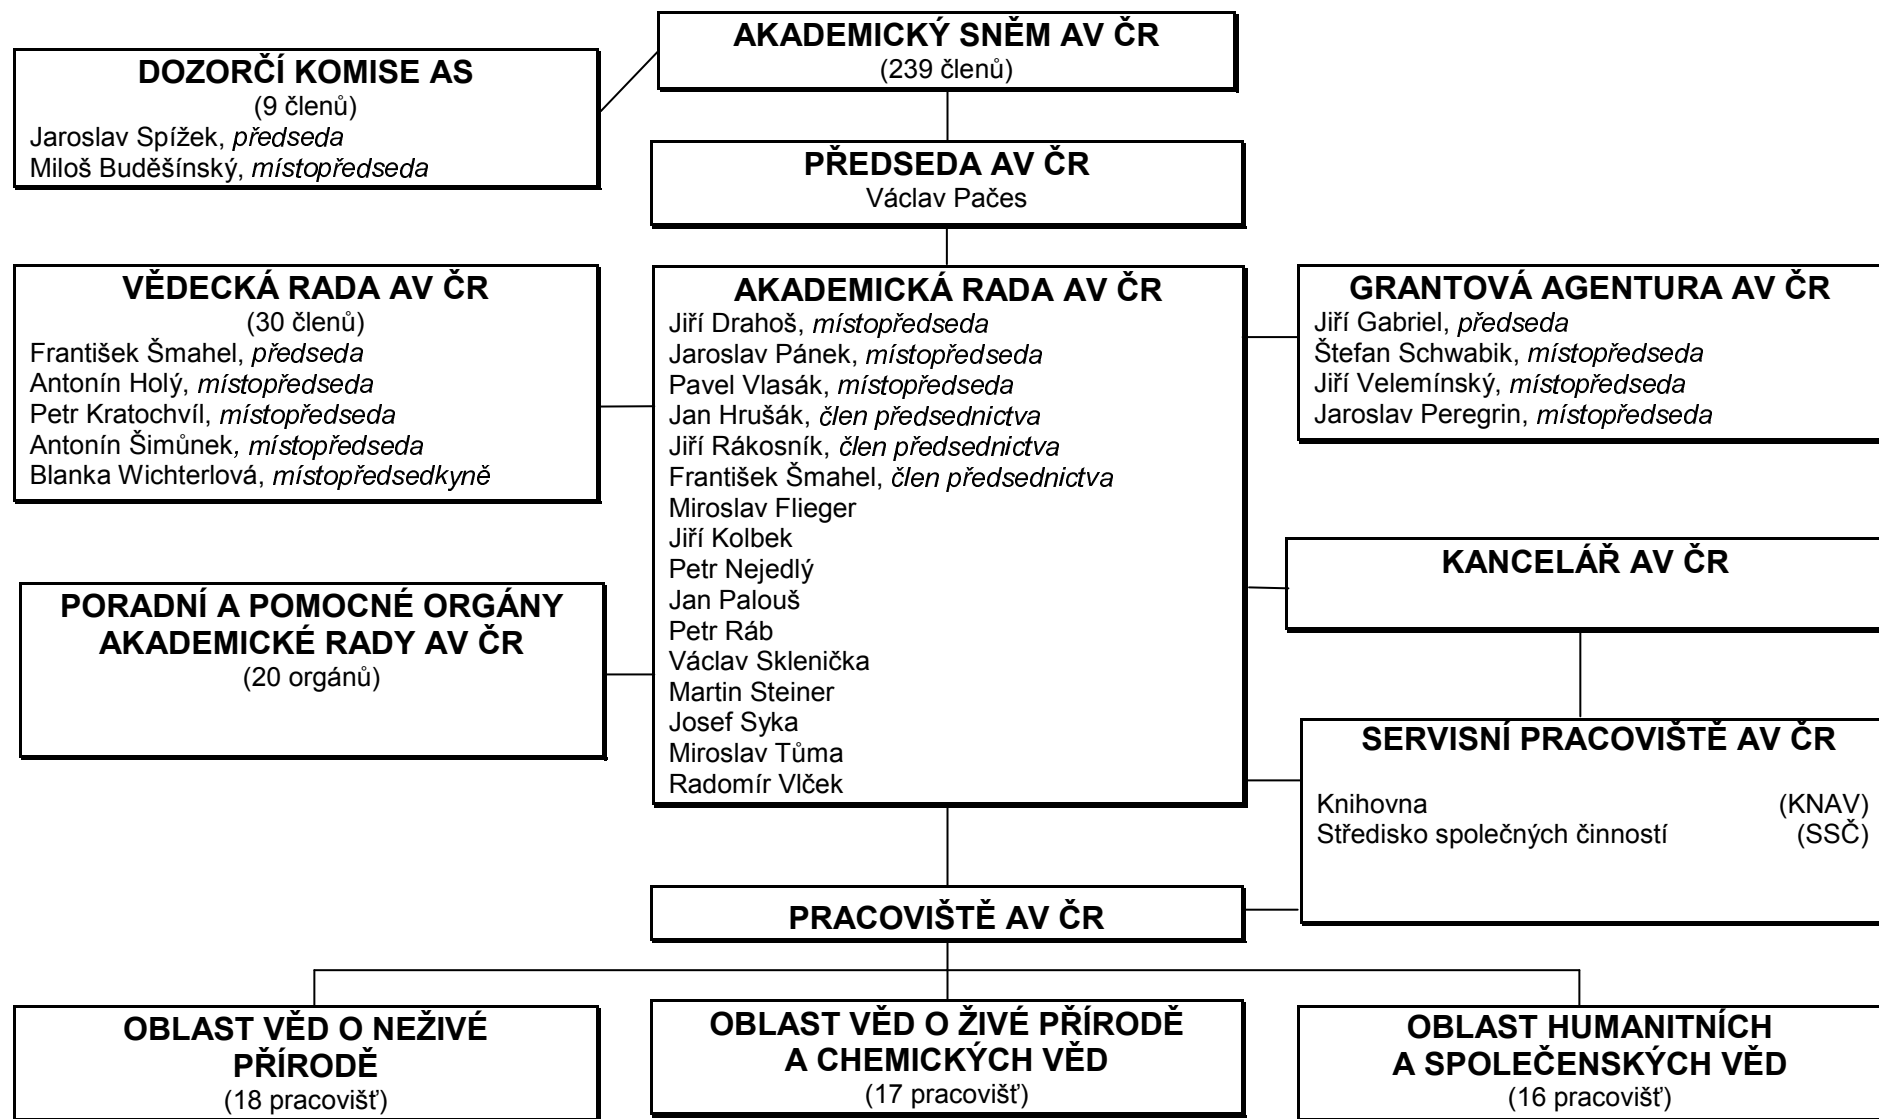 AKADEMICKÝ SNĚM AV ČR
(239 členů)
DOZORČÍ KOMISE AS
(9 členů)
Jaroslav Spížek, předseda
Miloš Buděšínský, místopředseda
PŘEDSEDA AV ČR
Václav Pačes
VĚDECKÁ RADA AV ČR
(30 členů)
František Šmahel, předseda
Antonín Holý, místopředseda
Petr Kratochvíl, místopředseda
Antonín Šimůnek, místopředseda
Blanka Wichterlová, místopředsedkyně
AKADEMICKÁ RADA AV ČR
Jiří Drahoš, místopředseda
Jaroslav Pánek, místopředseda
Pavel Vlasák, místopředseda
Jan Hrušák, člen předsednictva
Jiří Rákosník, člen předsednictva
František Šmahel, člen předsednictva
Miroslav Flieger
Jiří Kolbek
Petr Nejedlý
Jan Palouš
Petr Ráb
Václav Sklenička
Martin Steiner
Josef Syka
Miroslav Tůma
Radomír Vlček
GRANTOVÁ AGENTURA AV ČR
Jiří Gabriel, předseda
Štefan Schwabik, místopředseda
Jiří Velemínský, místopředseda
Jaroslav Peregrin, místopředseda
PORADNÍ A POMOCNÉ ORGÁNY
AKADEMICKÉ RADY AV ČR
(20 orgánů)
KANCELÁŘ AV ČR
SERVISNÍ PRACOVIŠTĚ AV ČR
Knihovna (KNAV)
Středisko společných činností (SSČ)
PRACOVIŠTĚ AV ČR
OBLAST VĚD O NEŽIVÉ
PŘÍRODĚ
(18 pracovišť)
OBLAST VĚD O ŽIVÉ PŘÍRODĚ
A CHEMICKÝCH VĚD
(17 pracovišť)
OBLAST HUMANITNÍCH
A SPOLEČENSKÝCH VĚD
(16 pracovišť)